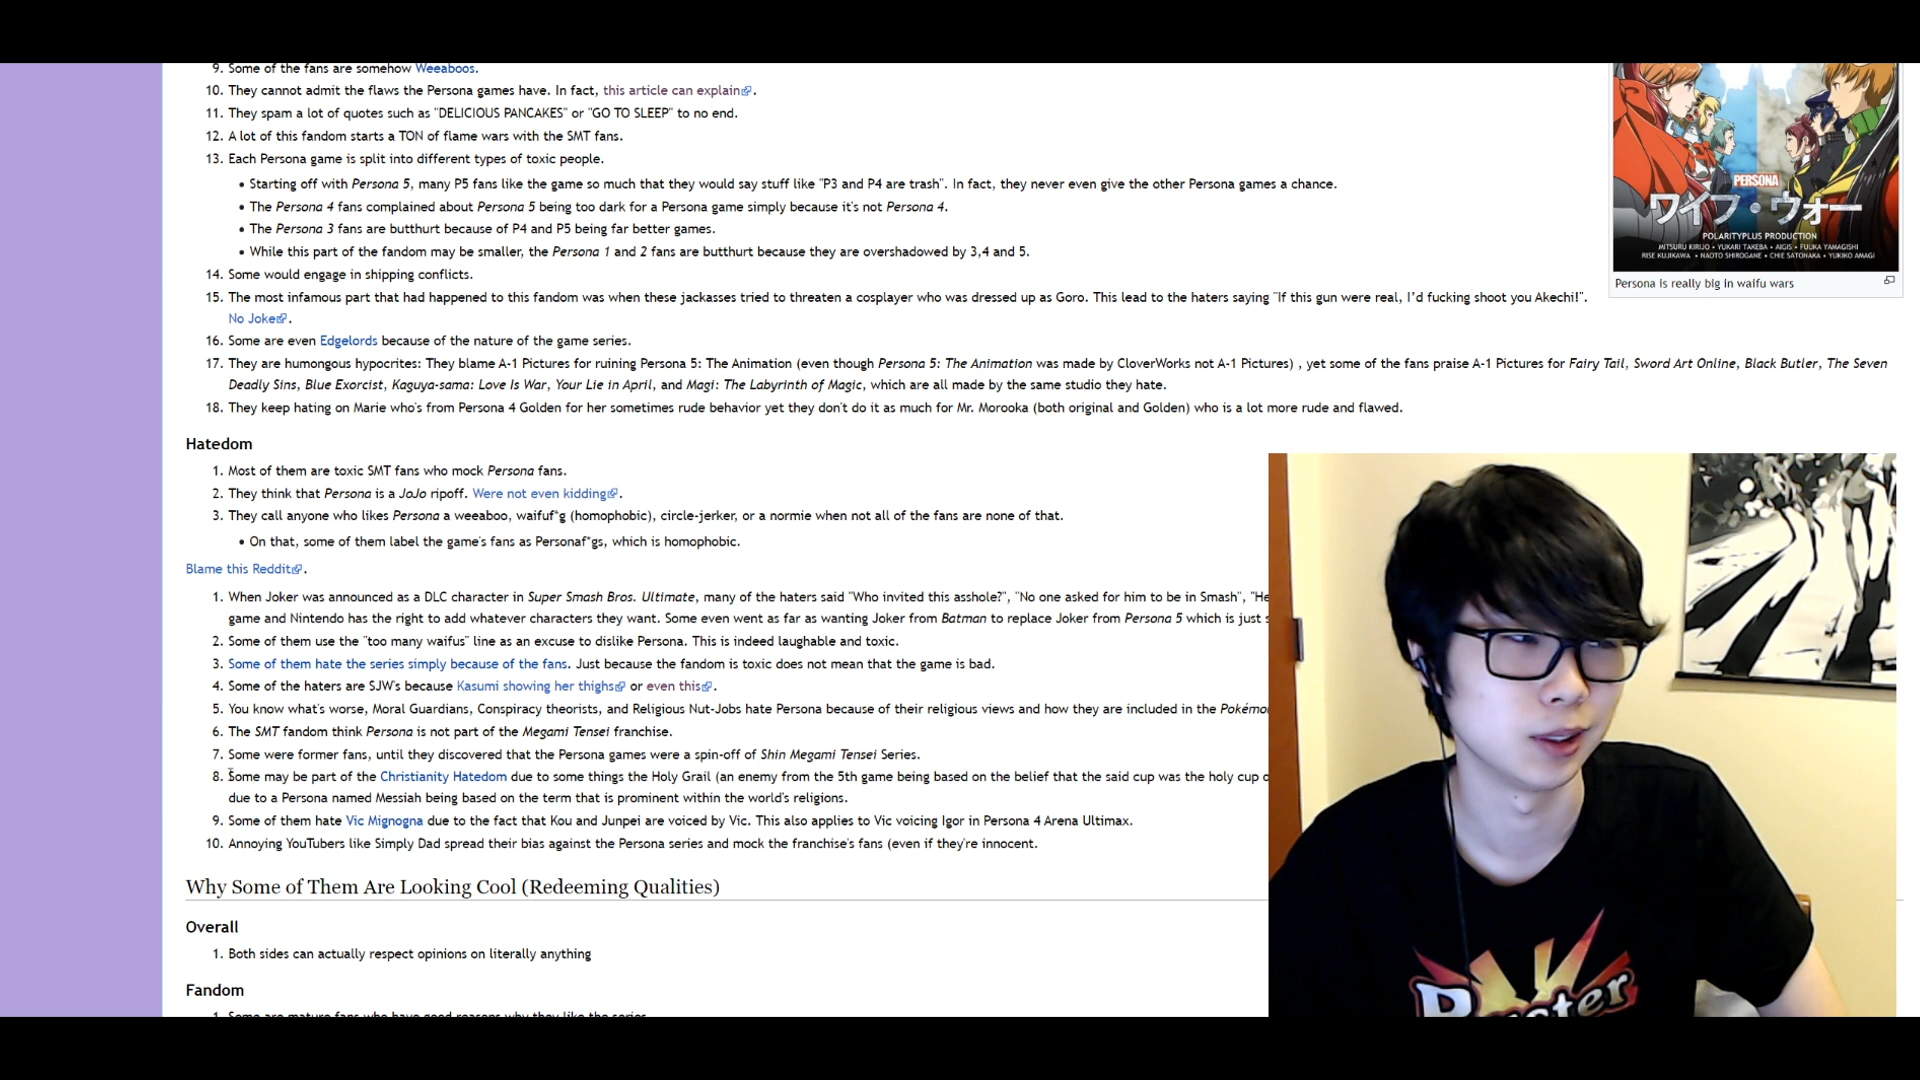 9. Some of the fans are somehow Weeaboos.
10. They cannot admit the flaws the Persona games have. In fact, this article can explain.
11. They spam a lot of quotes such as "DELICIOUS PANCAKES" or "GO TO SLEEP" to no end.
12. A lot of this fandom starts a TON of flame wars with the SMT fans.
13. Each Persona game is split into different types of toxic people.
• Starting off with Persona 5, many P5 fans like the game so much that they would say stuff like "P3 and P4 are trash". In fact, they never even give the other Persona games a chance.
• The Persona 4 fans complained about Persona 5 being too dark for a Persona game simply because it's not Persona 4.
• The Persona 3 fans are butthurt because of P4 and P5 being far better games.
• While this part of the fandom may be smaller, the Persona 1 and 2 fans are butthurt because they are overshadowed by 3,4 and 5.
14. Some would engage in shipping conflicts.
15. The most infamous part that had happened to this fandom was when these jackasses tried to threaten a cosplayer who was dressed up as Goro. This lead to the haters saying "If this gun were real, I'd fucking shoot you Akechi!".
No Joke.
16. Some are even Edgelords because of the nature of the game series.
17. They are humongous hypocrites: They blame A-1 Pictures for ruining Persona 5: The Animation (even though Persona 5: The Animation was made by CloverWorks not A-1 Pictures) , yet some of the fans praise A-1 Pictures for Fairy Tail, Sword Art Online, Black Butler, The Seven
Deadly Sins, Blue Exorcist, Kaguya-sama: Love Is War, Your Lie in April, and Magi: The Labyrinth of Magic, which are all made by the same studio they hate.
18. They keep hating on Marie who's from Persona 4 Golden for her sometimes rude behavior yet they don't do it as much for Mr. Morooka (both original and Golden) who is a lot more rude and flawed.
PERSONA
ワイフ・ウォー
POLARITYPLUS PRODUCTION
MITSURU KIRIJO • YUKARI TAKEBA • AIGIS • FUUKA YAMAGISHI
RISE KUJIKAWA • NAOTO SHIROGANE • CHIE SATONAKA • YUKIKO AMAGI
Persona is really big in waifu wars
Hatedom
1. Most of them are toxic SMT fans who mock Persona fans.
2. They think that Persona is a JoJo ripoff. Were not even kidding.
3. They call anyone who likes Persona a weeaboo, waifuf*g (homophobic), circle-jerker, or a normie when not all of the fans are none of that.
• On that, some of them label the game's fans as Personaf*gs, which is homophobic.
Blame this Reddit.
1. When Joker was announced as a DLC character in Super Smash Bros. Ultimate, many of the haters said "Who invited this asshole?", "No one asked for him to be in Smash", "He
game and Nintendo has the right to add whatever characters they want. Some even went as far as wanting Joker from Batman to replace Joker from Persona 5 which is just
2. Some of them use the "too many waifus" line as an excuse to dislike Persona. This is indeed laughable and toxic.
3. Some of them hate the series simply because of the fans. Just because the fandom is toxic does not mean that the game is bad.
4. Some of the haters are SJW's because Kasumi showing her thighs or even this.
5. You know what's worse, Moral Guardians, Conspiracy theorists, and Religious Nut-Jobs hate Persona because of their religious views and how they are included in the Pokémo
6. The SMT fandom think Persona is not part of the Megami Tensei franchise.
7. Some were former fans, until they discovered that the Persona games were a spin-off of Shin Megami Tensei Series.
8. Some may be part of the Christianity Hatedom due to some things the Holy Grail (an enemy from the 5th game being based on the belief that the said cup was the holy cup o
due to a Persona named Messiah being based on the term that is prominent within the world's religions.
9. Some of them hate Vic Mignogna due to the fact that Kou and Junpei are voiced by Vic. This also applies to Vic voicing Igor in Persona 4 Arena Ultimax.
10. Annoying YouTubers like Simply Dad spread their bias against the Persona series and mock the franchise's fans (even if they're innocent.
Why Some of Them Are Looking Cool (Redeeming Qualities)
Overall
1. Both sides can actually respect opinions on literally anything
Fandom
1. Some are mature fans who have good reasons why they like the series